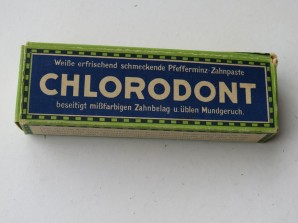 Weiße erfrischend schmeckende Pfefferminz-Zahnpaste
CHLORODONT
beseitigt mißfarbigen Zahnbelag u. üblen Mundgeruch.